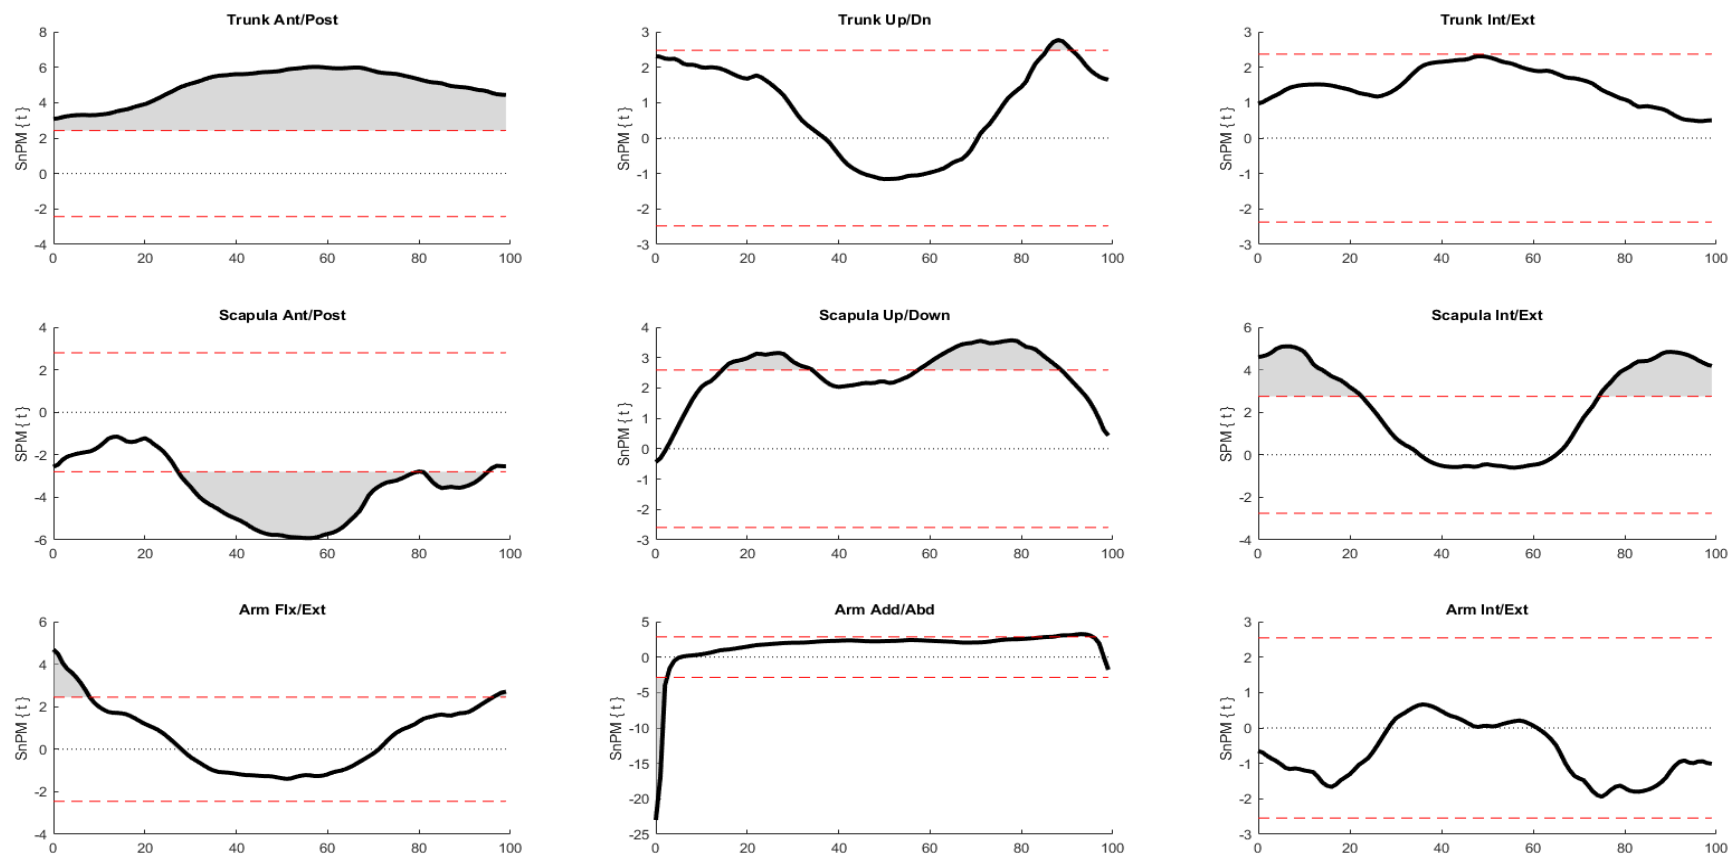 Trunk Ant/Post
SnPM { t }
8
6
4
2
0
-2
-4
0 20 40 60 80 100
Trunk Up/Dn
SnPM { t }
3
2
1
0
-1
-2
-3
0 20 40 60 80 100
Trunk Int/Ext
SnPM { t }
3
2
1
0
-1
-2
-3
0 20 40 60 80 100
Scapula Ant/Post
SPM { t }
4
2
0
-2
-4
-6
0 20 40 60 80 100
Scapula Up/Down
SnPM { t }
4
3
2
1
0
-1
-2
-3
0 20 40 60 80 100
Scapula Int/Ext
SPM { t }
6
4
2
0
-2
-4
0 20 40 60 80 100
Arm Flx/Ext
SnPM { t }
6
4
2
0
-2
-4
0 20 40 60 80 100
Arm Add/Abd
SnPM { t }
5
0
-5
-10
-15
-20
-25
0 20 40 60 80 100
Arm Int/Ext
SnPM { t }
3
2
1
0
-1
-2
-3
0 20 40 60 80 100